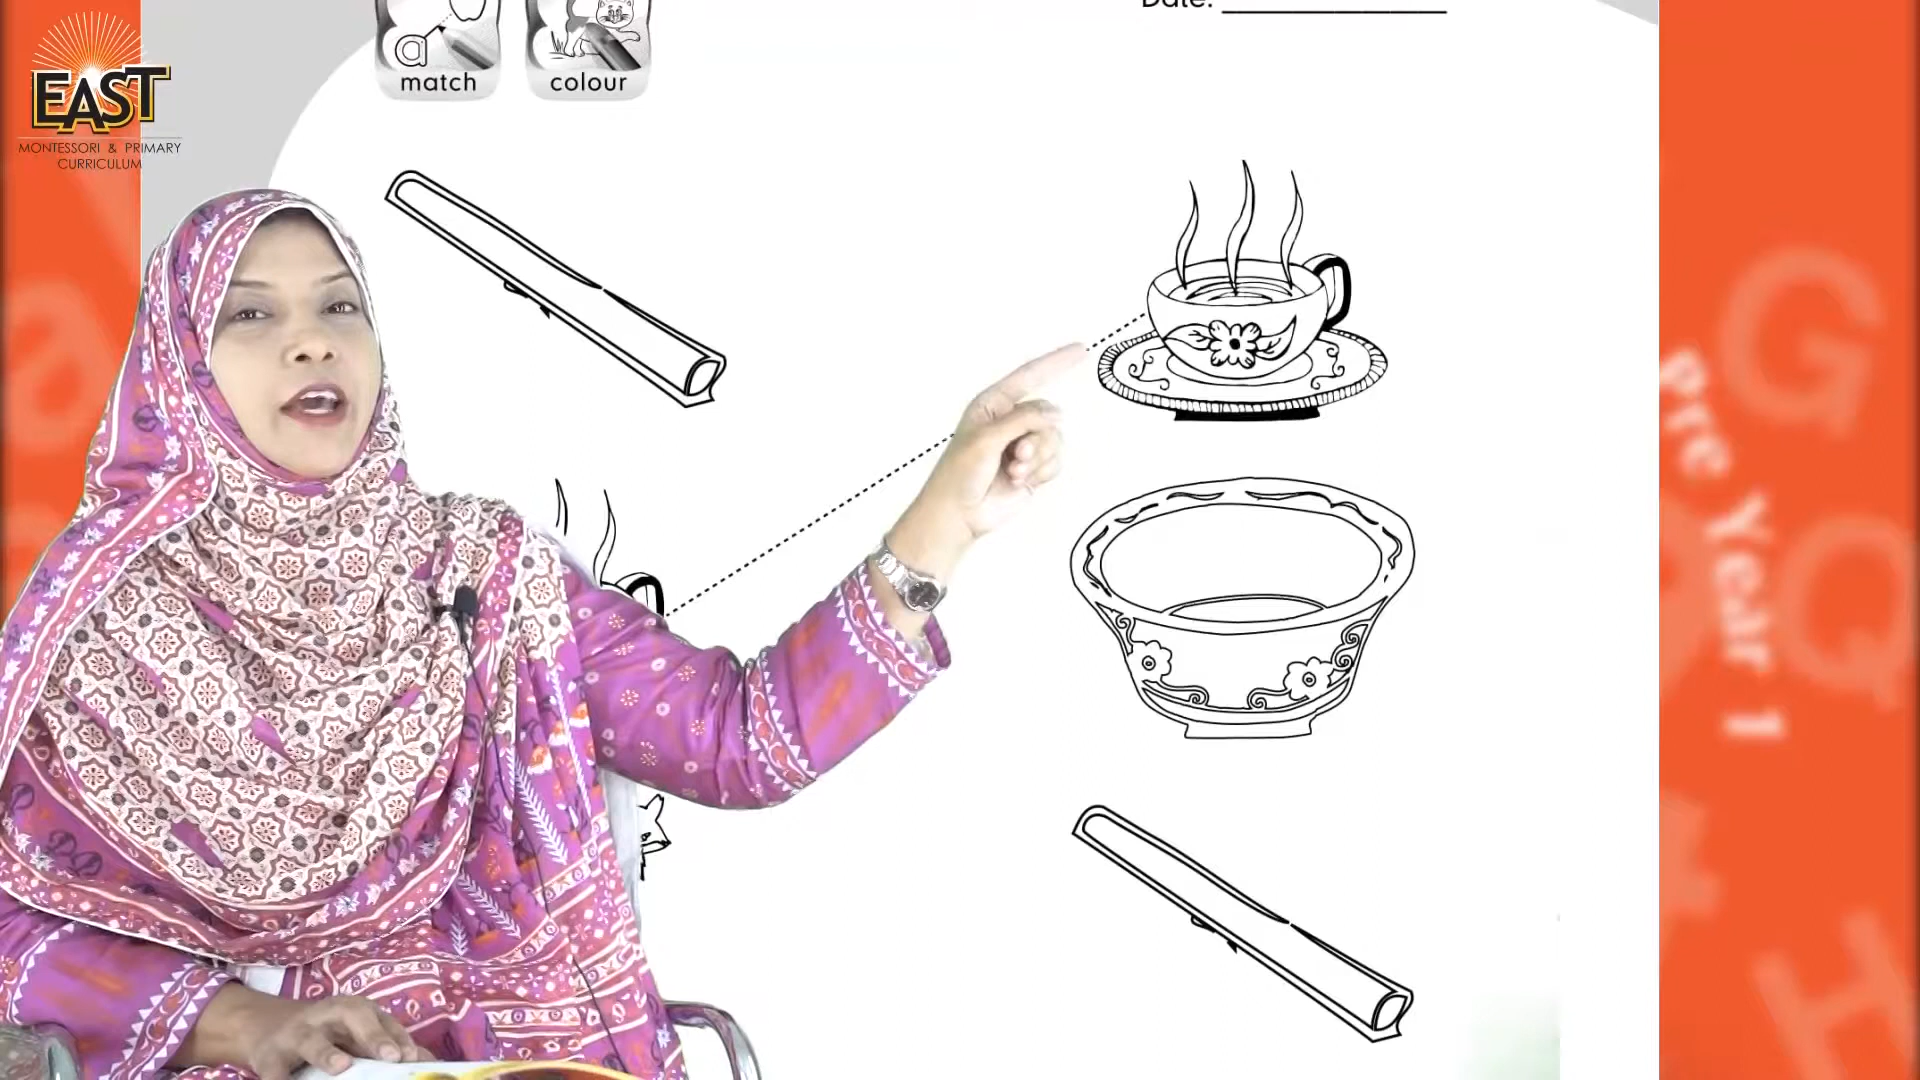 EAST
MONTESSORI & PRIMARY
CURRICULUM
Date:
a
match
colour
a
G
Q
H
Pre Year 1